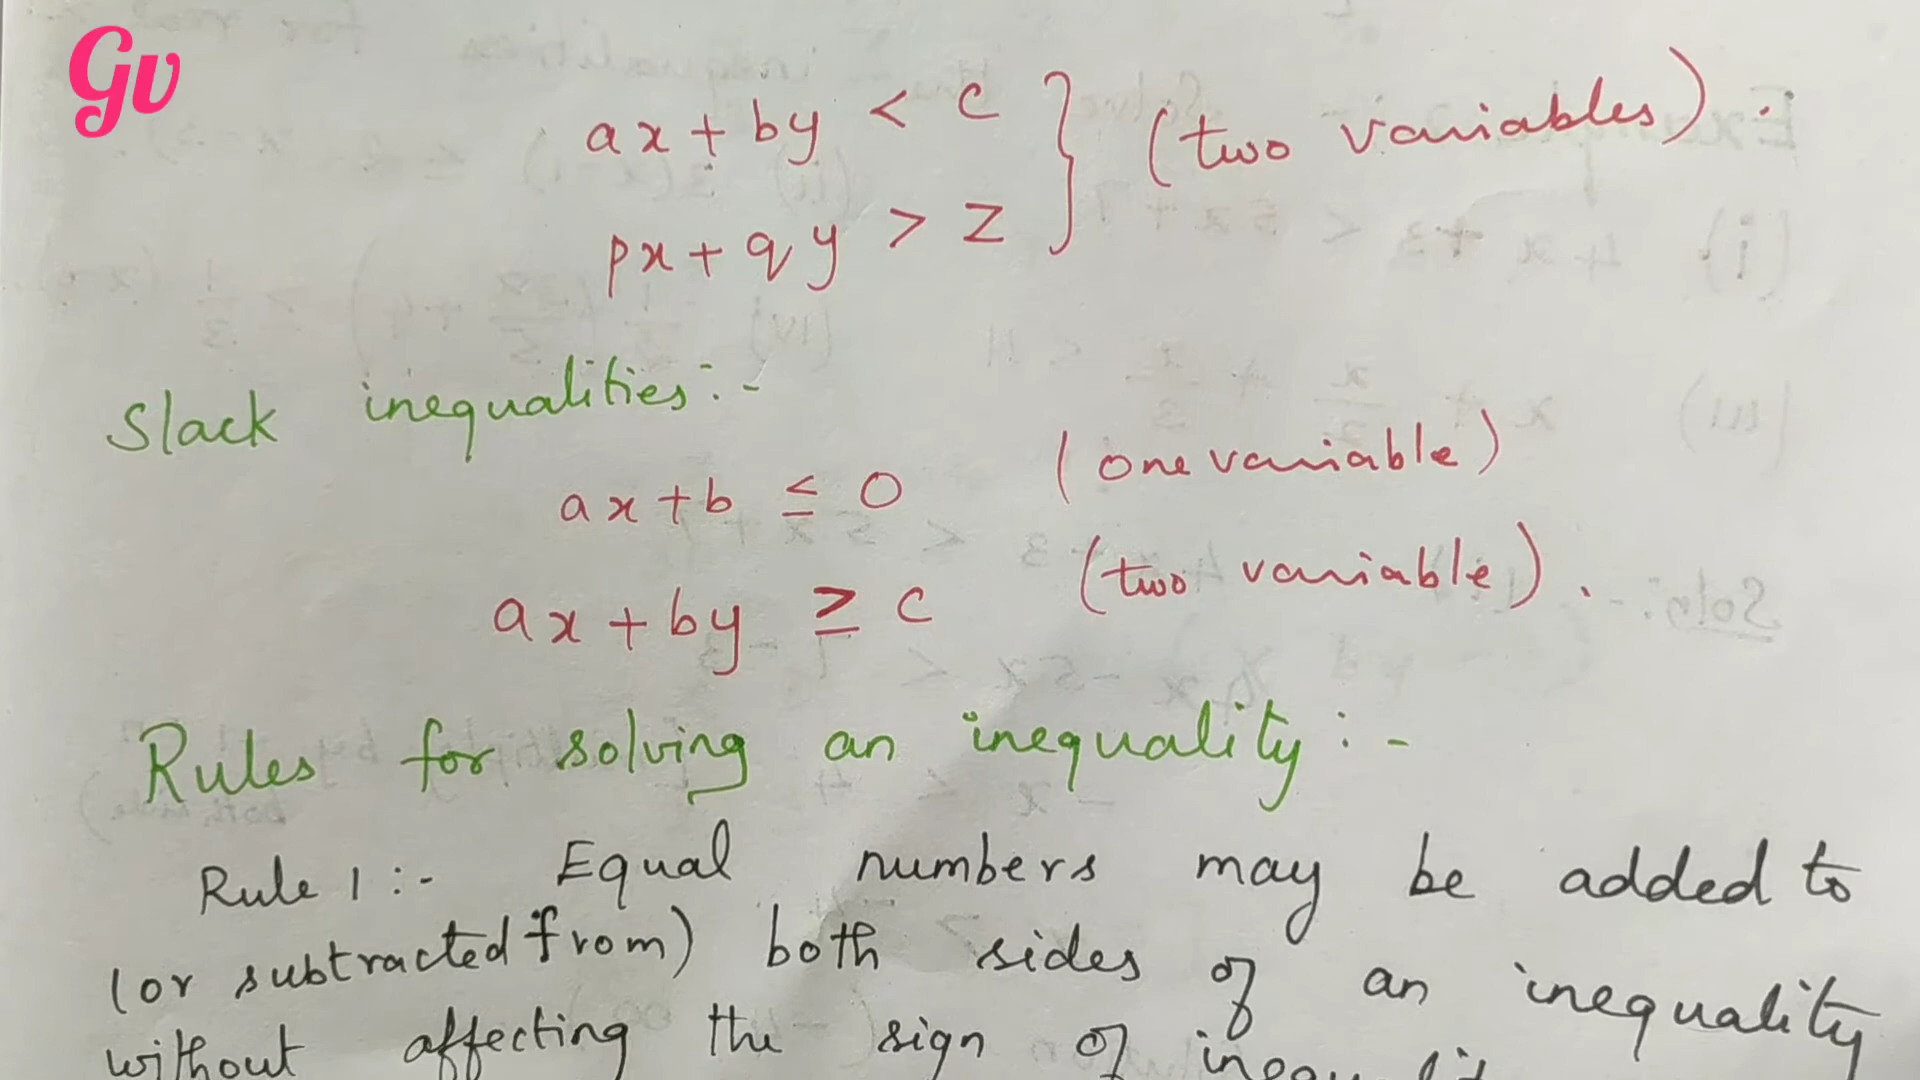 Gv
ax + by < c } (two variables).
px + qy > z
Slack inequalities:-
ax + b ≤ 0 (one variable)
ax + by ≥ c (two variable).
Rules for solving an inequality:-
Rule 1:- Equal numbers may be added to
(or subtracted from) both sides of an inequality
without affecting the sign of